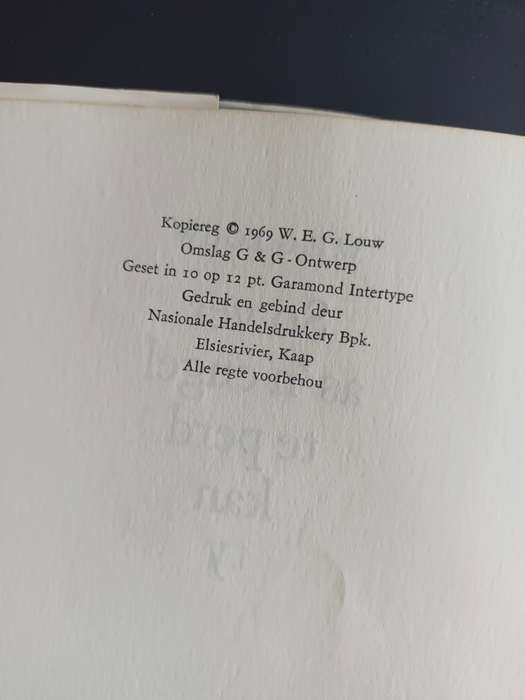 Kopiereg © 1969 W. E. G. Louw
Omslag G & G - Ontwerp
Geset in 10 op 12 pt. Garamond Intertype
Gedruk en gebind deur
Nasionale Handelsdrukkery Bpk.
Elsiesrivier, Kaap
Alle regte voorbehou